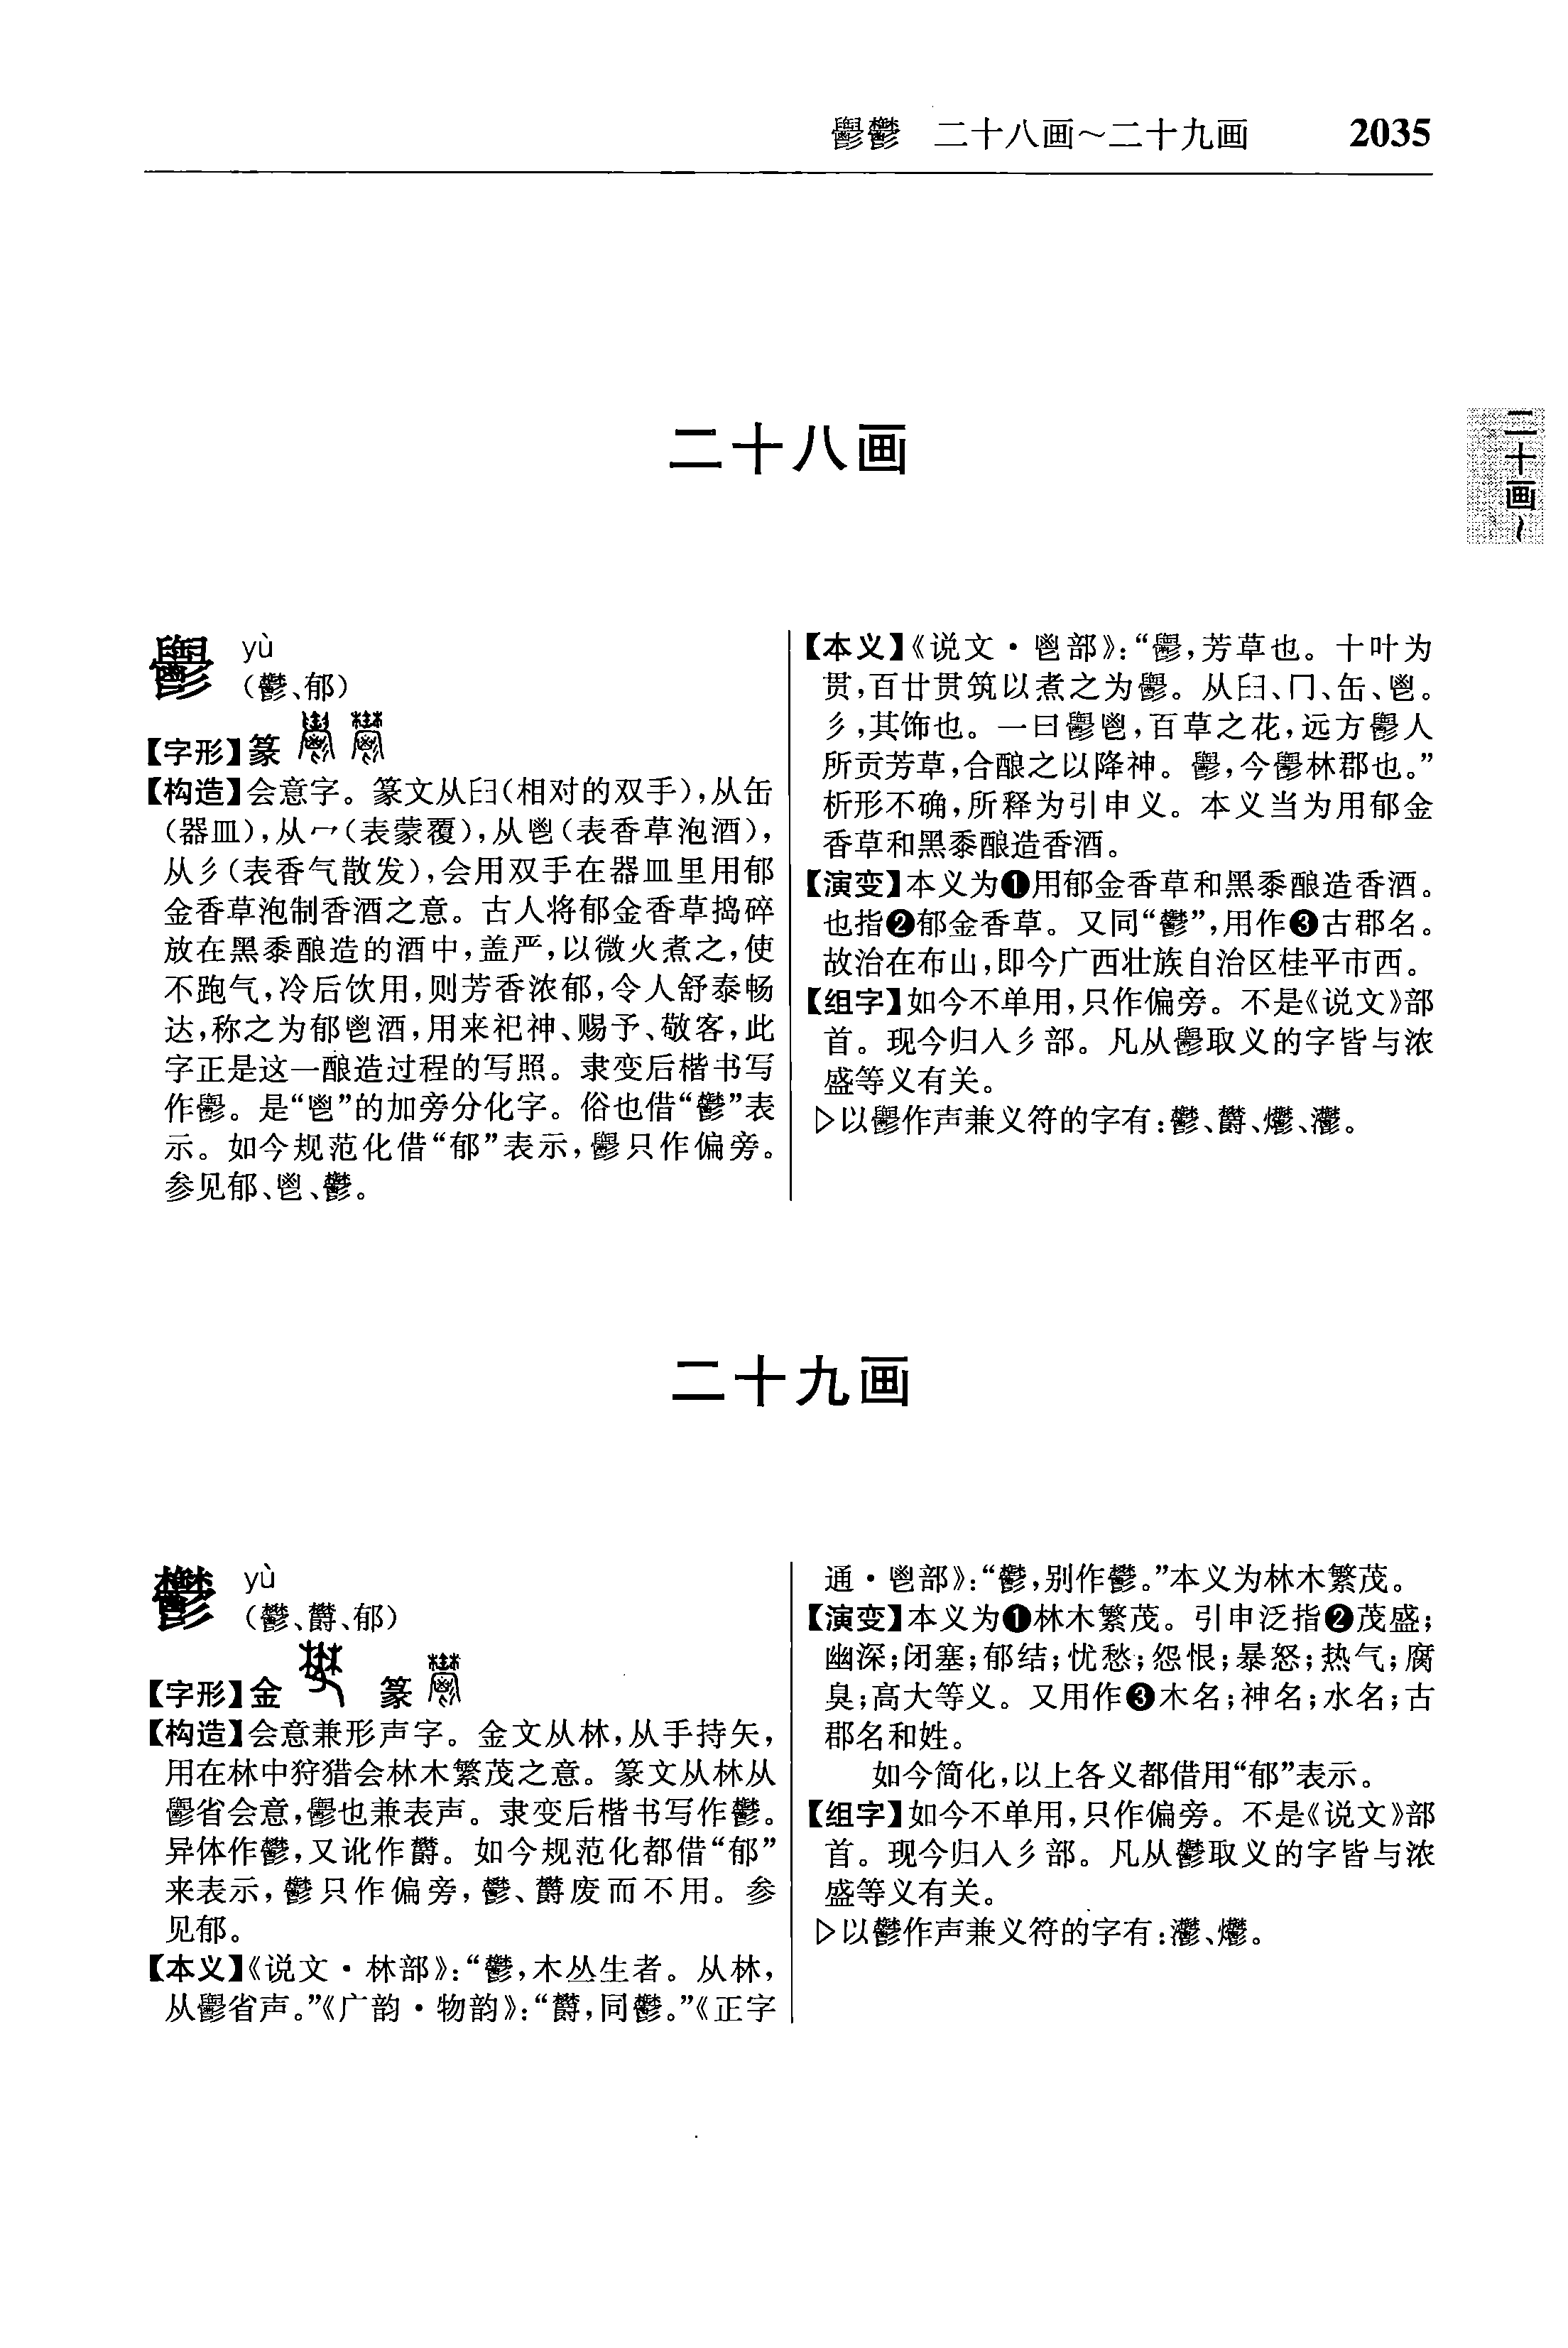 鬱鬱 二十八画～二十九画 2035
二十画～
二十八画
yù
（鬱、郁）
【字形】篆
【构造】会意字。篆文从𦥑(相对的双手)，从缶
（器皿），从冖（表蒙覆），从鬯（表香草泡酒），
从彡（表香气散发），会用双手在器皿里用郁
金香草泡制香酒之意。古人将郁金香草捣碎
放在黑黍酿造的酒中，盖严，以微火煮之，使
不跑气，冷后饮用，则芳香浓郁，令人舒泰畅
达，称之为郁鬯酒，用来祀神、赐予、敬客，此
字正是这一酿造过程的写照。隶变后楷书写
作。是“鬯”的加旁分化字。俗也借“鬱”表
示。如今规范化借“郁”表示，只作偏旁。
参见郁、鬯、鬱。
【本义】《说文·鬯部》：“，芳草也。十叶为
贯，百廿贯筑以煮之为。从𦥑、冂、缶、鬯。
彡，其饰也。一曰鬯，百草之花，远方人
所贡芳草，合酿之以降神。，今林郡也。”
析形不确，所释为引申义。本义当为用郁金
香草和黑黍酿造香酒。
【演变】本义为❶用郁金香草和黑黍酿造香酒。
也指❷郁金香草。又同“鬱”，用作❸古郡名。
故治在布山，即今广西壮族自治区桂平市西。
【组字】如今不单用，只作偏旁。不是《说文》部
首。现今归入彡部。凡从取义的字皆与浓
盛等义有关。
▷以作声兼义符的字有：鬱、欝、爩、灪。
二十九画
鬱 yù
（鬱、欝、郁）
【字形】金 篆
【构造】会意兼形声字。金文从林，从手持矢，
用在林中狩猎会林木繁茂之意。篆文从林从
省会意，也兼表声。隶变后楷书写作鬱。
异体作，又讹作欝。如今规范化都借“郁”
来表示，鬱只作偏旁，、欝废而不用。参
见郁。
【本义】《说文·林部》：“鬱，木丛生者。从林，
从省声。”《广韵·物韵》：“欝，同鬱。”《正字
通·鬯部》：“鬱，别作。”本义为林木繁茂。
【演变】本义为❶林木繁茂。引申泛指❷茂盛；
幽深；闭塞；郁结；忧愁；怨恨；暴怒；热气；腐
臭；高大等义。又用作❸木名；神名；水名；古
郡名和姓。
如今简化，以上各义都借用“郁”表示。
【组字】如今不单用，只作偏旁。不是《说文》部
首。现今归入彡部。凡从鬱取义的字皆与浓
盛等义有关。
▷以鬱作声兼义符的字有：灪、爩。